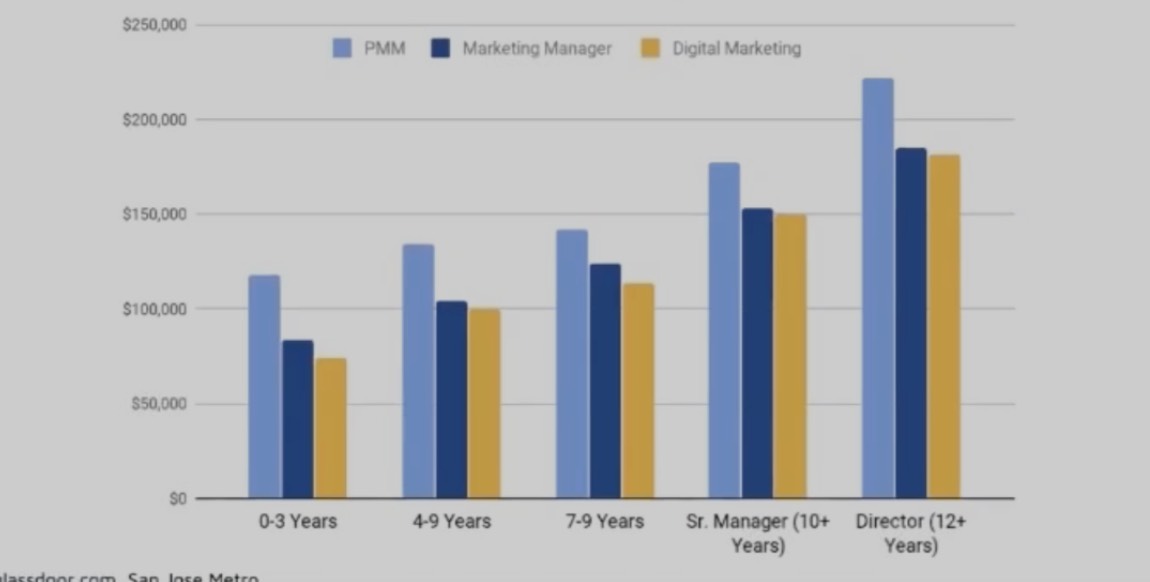 $250,000
PMM Marketing Manager Digital Marketing
$200,000
$150,000
$100,000
$50,000
$0
0-3 Years 4-9 Years 7-9 Years Sr. Manager (10+ Years) Director (12+ Years)
San Jose Metro